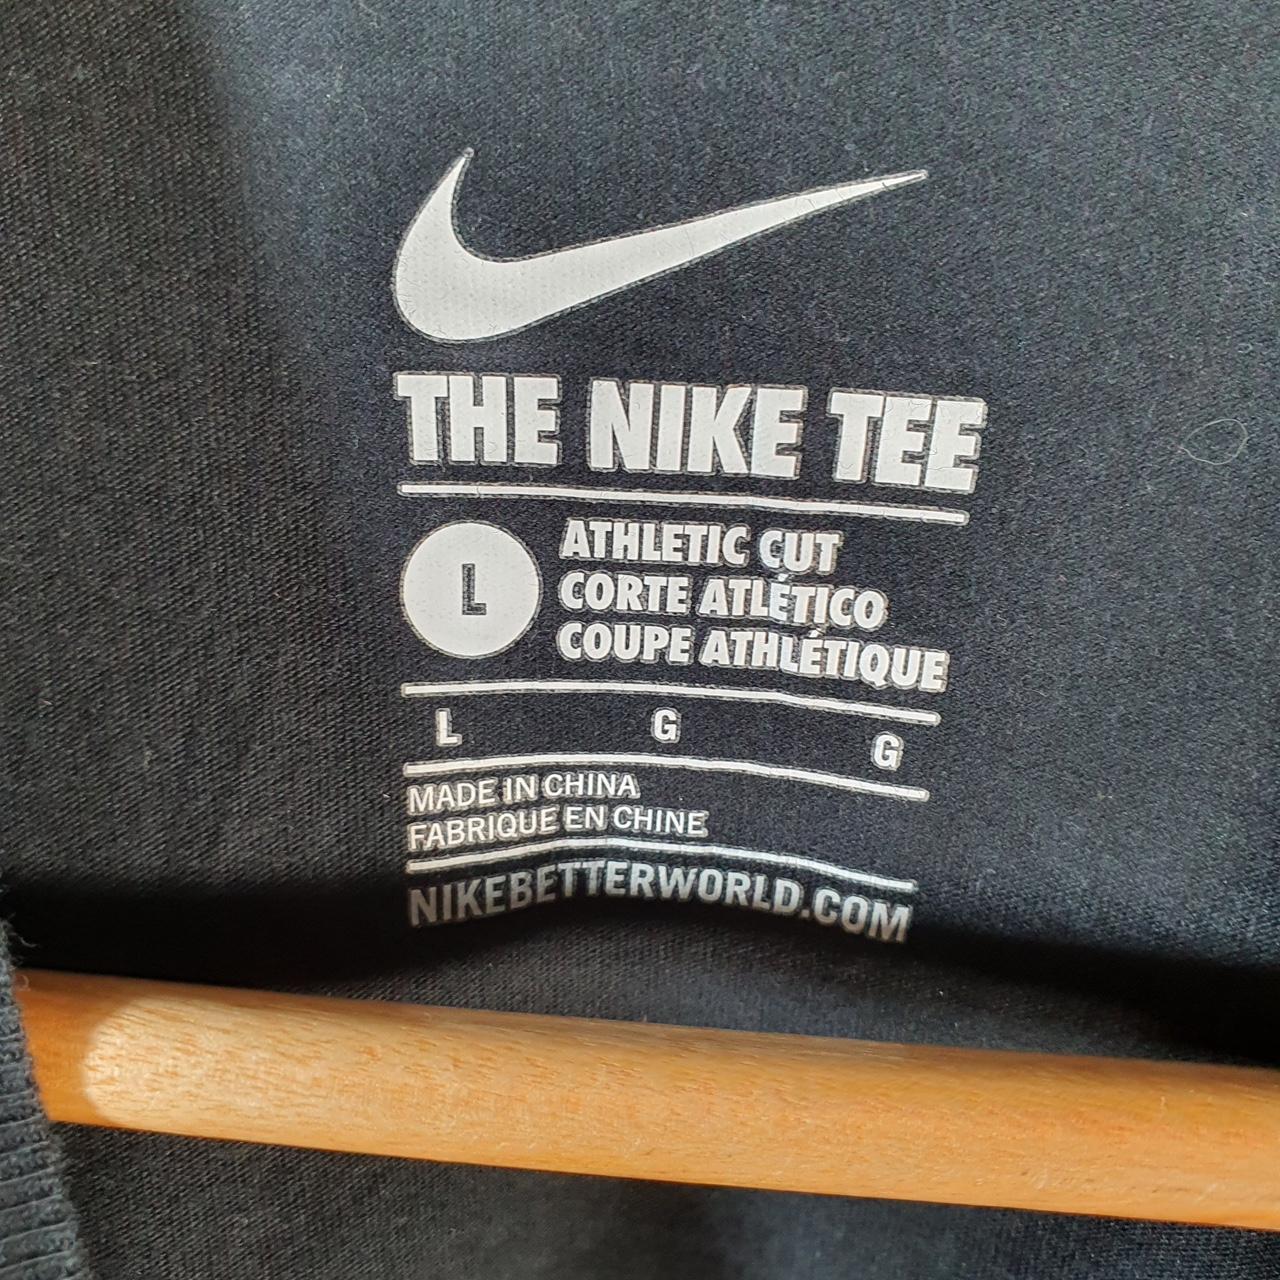 THE NIKE TEE
L
ATHLETIC CUT
CORTE ATLÉTICO
COUPE ATHLÉTIQUE
L G G
MADE IN CHINA
FABRIQUE EN CHINE
NIKEBETTERWORLD.COM